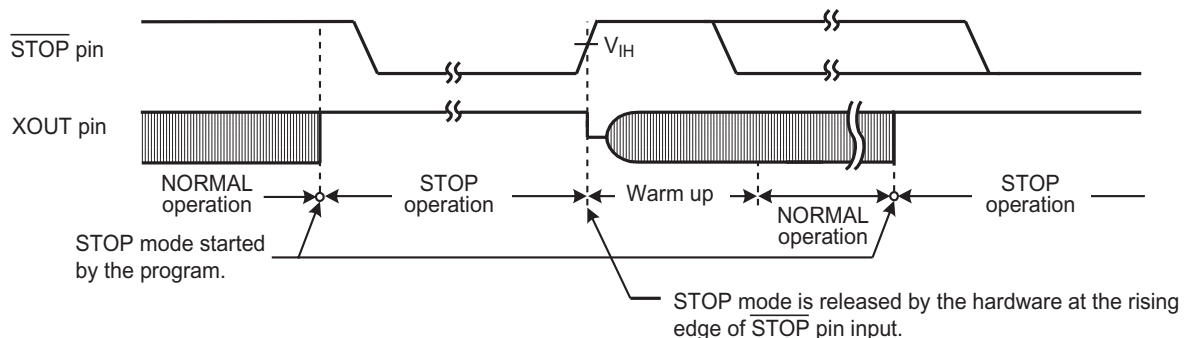 STOP pin
VIH
XOUT pin
NORMAL
operation
STOP
operation
Warm up
NORMAL
operation
STOP
operation
STOP mode started
by the program.
STOP mode is released by the hardware at the rising
edge of STOP pin input.